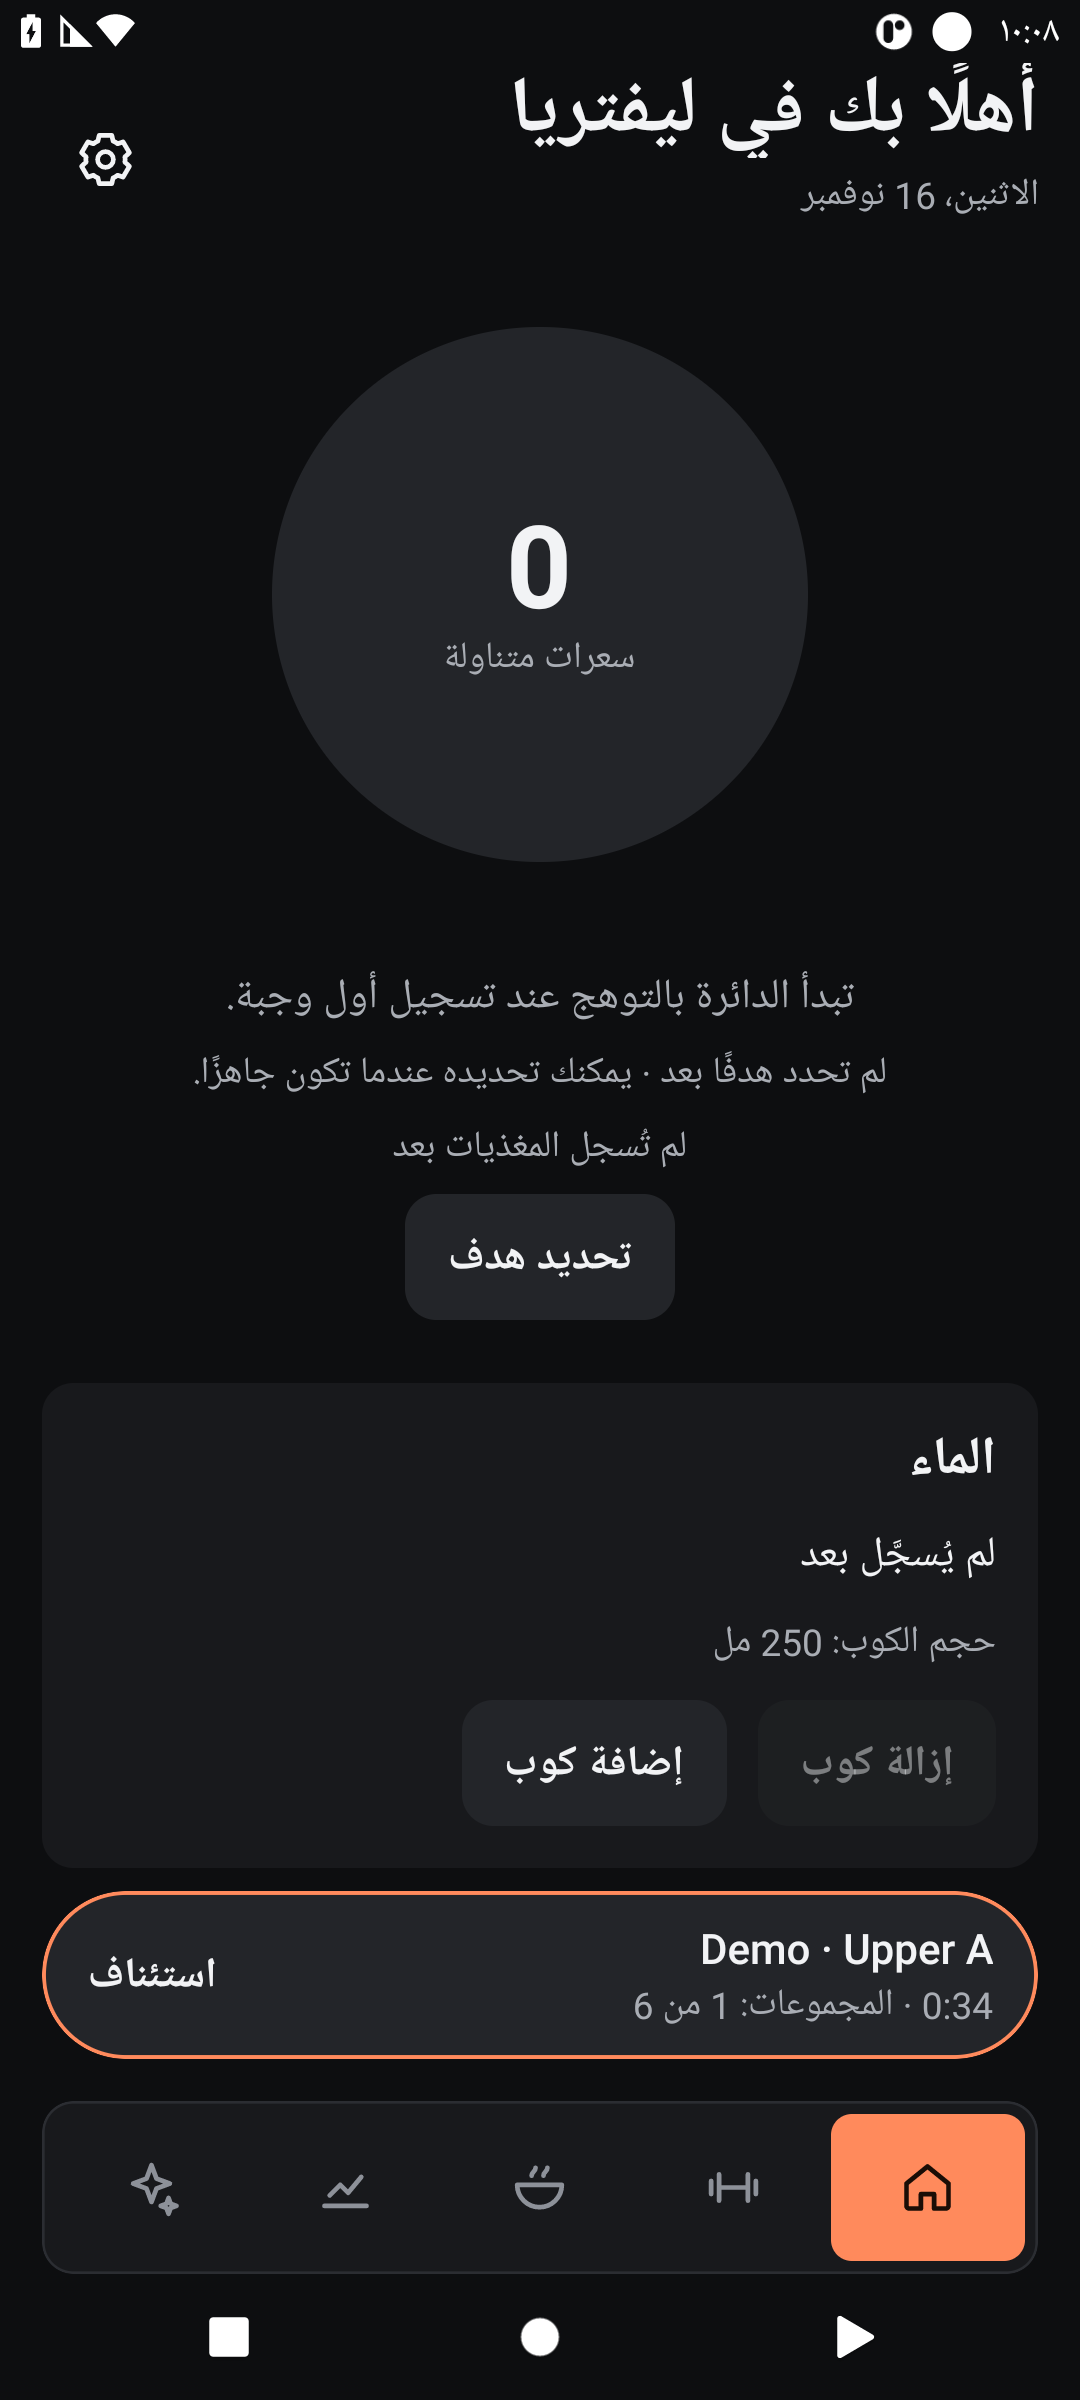 ١٠:٠٨
أهلًا بك في ليفتريا
الاثنين، 16 نوفمبر
0
سعرات متناولة
تبدأ الدائرة بالتوهج عند تسجيل أول وجبة.
لم تحدد هدفًا بعد · يمكنك تحديده عندما تكون جاهزًا.
لم تُسجل المغذيات بعد
تحديد هدف
الماء
لم يُسجَّل بعد
حجم الكوب: 250 مل
إزالة كوب
إضافة كوب
Demo · Upper A
0:34 · المجموعات: 1 من 6
استئناف